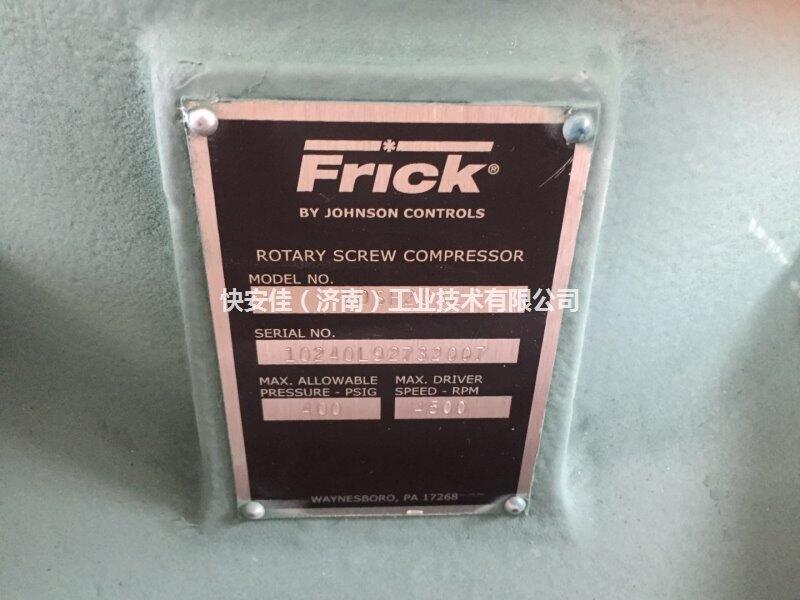 Frick®
BY JOHNSON CONTROLS
ROTARY SCREW COMPRESSOR
MODEL NO.
快安佳（济南）工业技术有限公司
SERIAL NO.
10240L92732007
MAX. ALLOWABLE PRESSURE - PSIG
MAX. DRIVER SPEED - RPM
400
WAYNESBORO, PA 17268